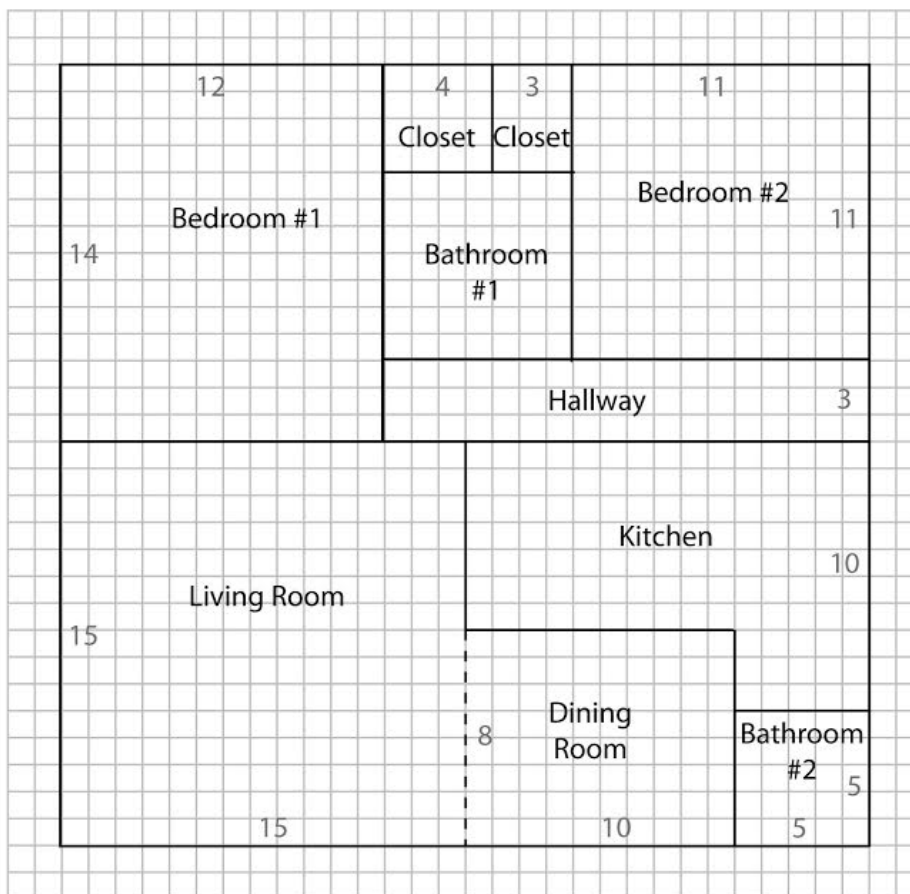 12
4
3
11
Closet
Closet
Bedroom #2
Bedroom #1
11
14
Bathroom
#1
Hallway
3
Kitchen
10
Living Room
15
Dining
Room
8
Bathroom
#2
5
15
10
5